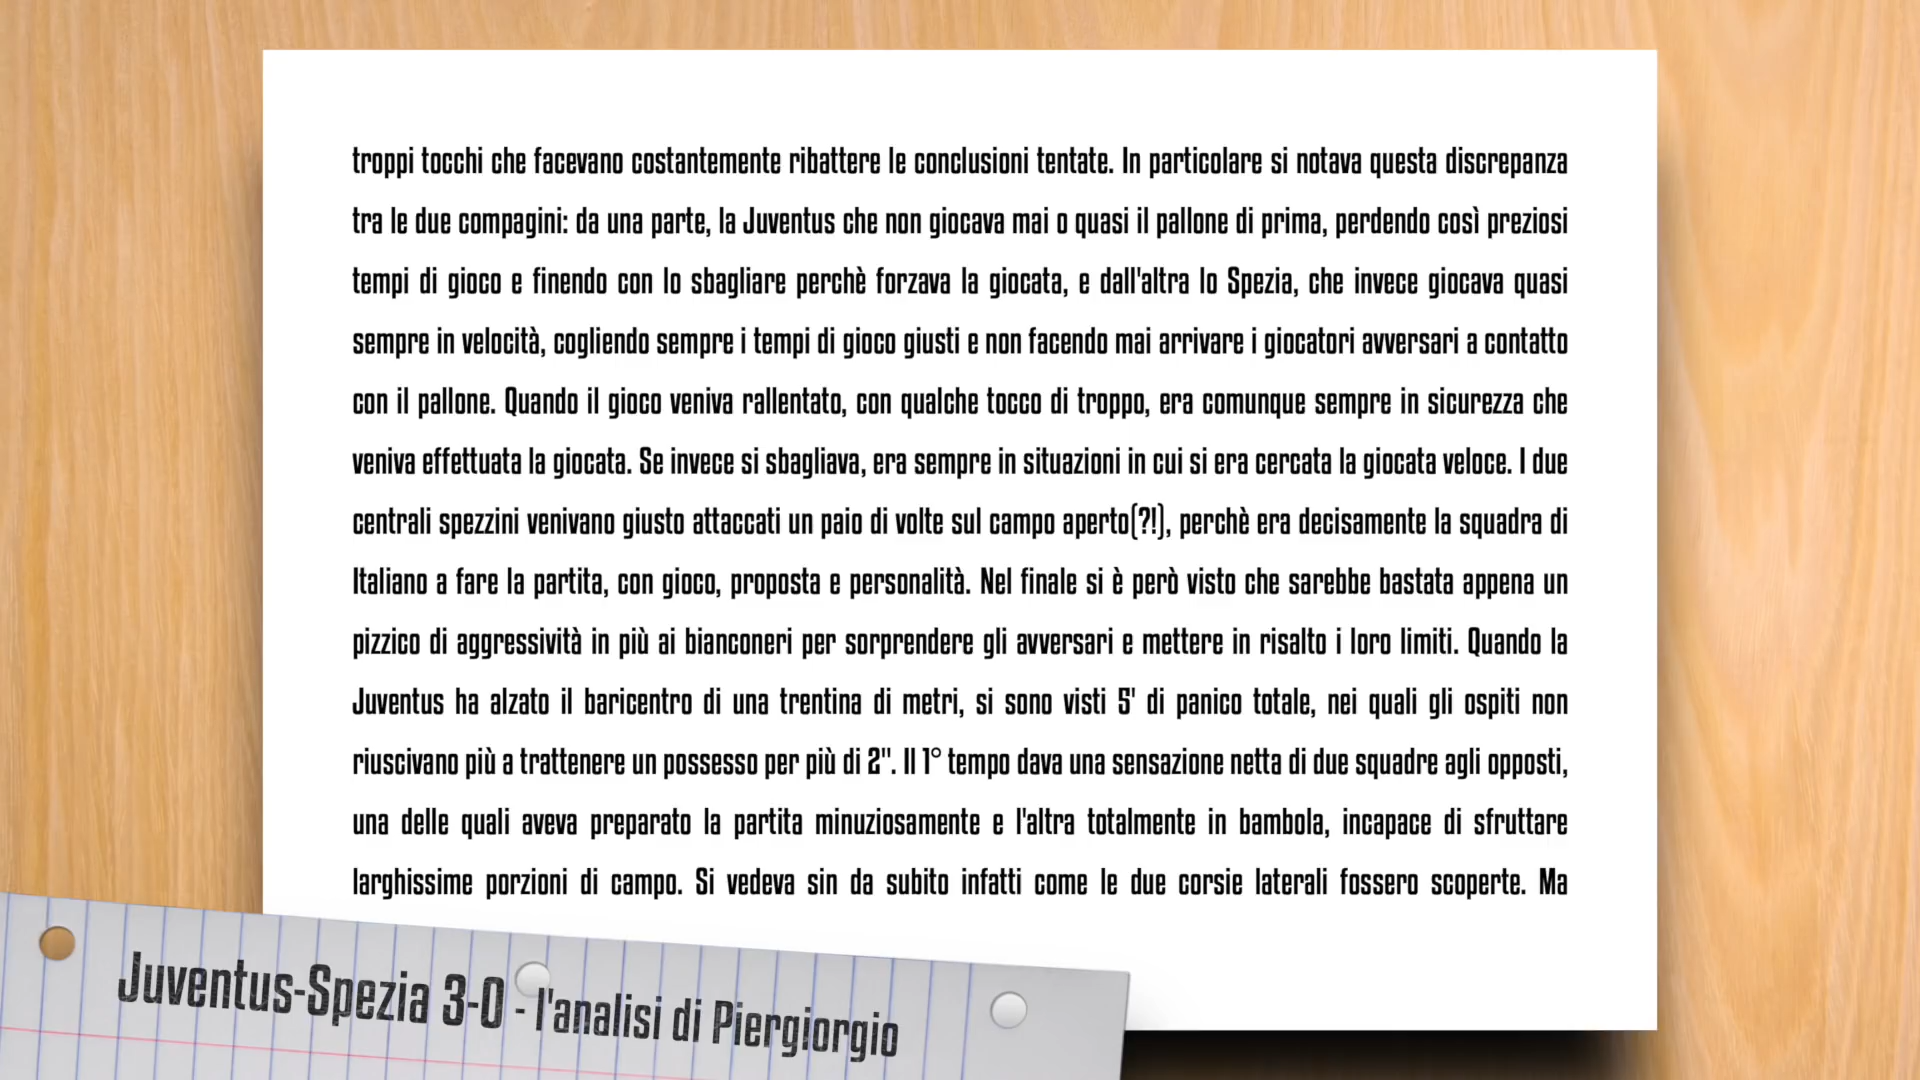 troppi tocchi che facevano costantemente ribattere le conclusioni tentate. In particolare si notava questa discrepanza
tra le due compagini: da una parte, la Juventus che non giocava mai o quasi il pallone di prima, perdendo così preziosi
tempi di gioco e finendo con lo sbagliare perchè forzava la giocata, e dall'altra lo Spezia, che invece giocava quasi
sempre in velocità, cogliendo sempre i tempi di gioco giusti e non facendo mai arrivare i giocatori avversari a contatto
con il pallone. Quando il gioco veniva rallentato, con qualche tocco di troppo, era comunque sempre in sicurezza che
veniva effettuata la giocata. Se invece si sbagliava, era sempre in situazioni in cui si era cercata la giocata veloce. I due
centrali spezzini venivano giusto attaccati un paio di volte sul campo aperto(?!), perchè era decisamente la squadra di
Italiano a fare la partita, con gioco, proposta e personalità. Nel finale si è però visto che sarebbe bastata appena un
pizzico di aggressività in più ai bianconeri per sorprendere gli avversari e mettere in risalto i loro limiti. Quando la
Juventus ha alzato il baricentro di una trentina di metri, si sono visti 5' di panico totale, nei quali gli ospiti non
riuscivano più a trattenere un possesso per più di 2". Il 1° tempo dava una sensazione netta di due squadre agli opposti,
una delle quali aveva preparato la partita minuziosamente e l'altra totalmente in bambola, incapace di sfruttare
larghissime porzioni di campo. Si vedeva sin da subito infatti come le due corsie laterali fossero scoperte. Ma
Juventus-Spezia 3-0 - l'analisi di Piergiorgio